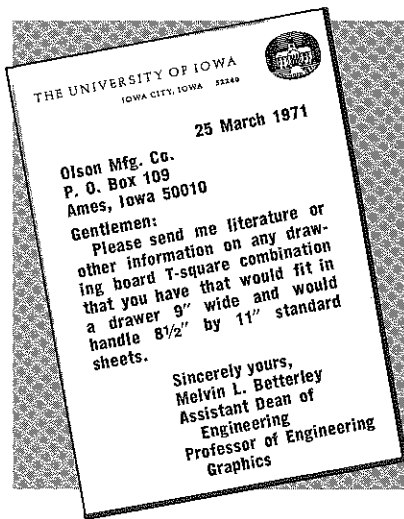 THE UNIVERSITY OF IOWA
IOWA CITY, IOWA 52240
25 March 1971
Olson Mfg. Co.
P. O. Box 109
Ames, Iowa 50010
Gentlemen:
Please send me literature or
other information on any draw-
ing board T-square combination
that you have that would fit in
a drawer 9″ wide and would
handle 8½″ by 11″ standard
sheets.
Sincerely yours,
Melvin L. Betterley
Assistant Dean of
Engineering
Professor of Engineering
Graphics